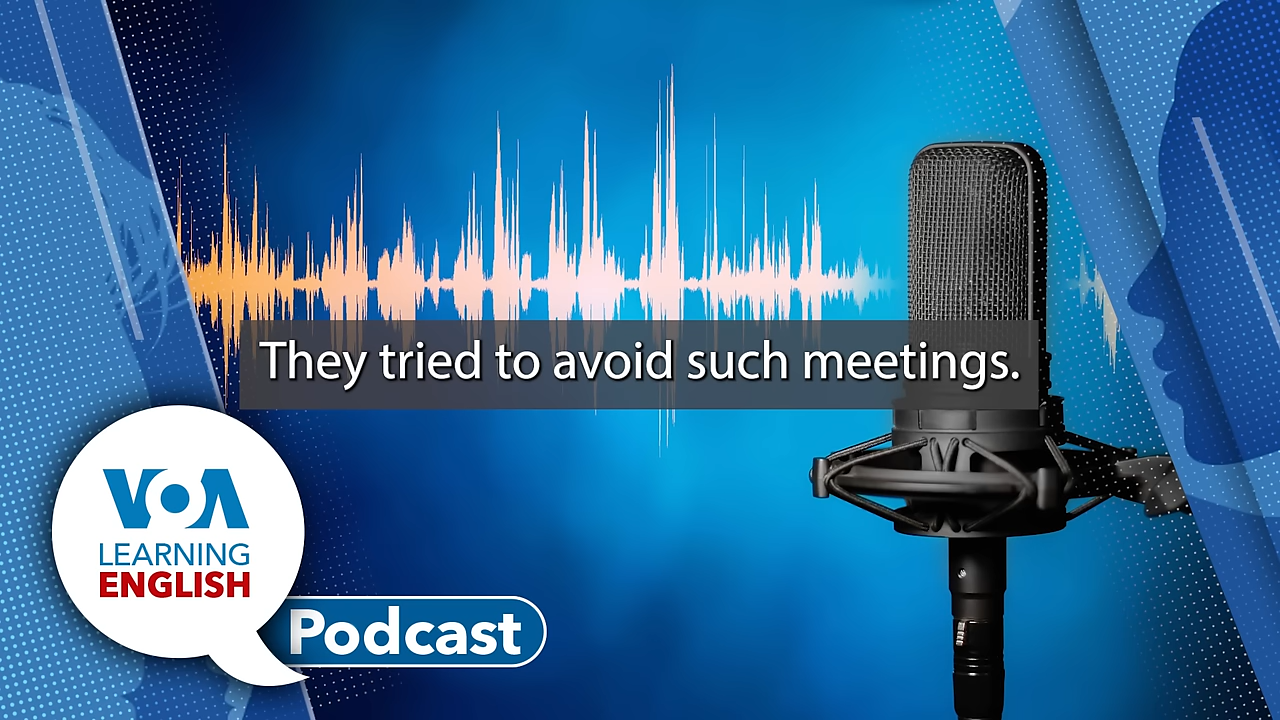 They tried to avoid such meetings.
VOA
LEARNING
ENGLISH
Podcast